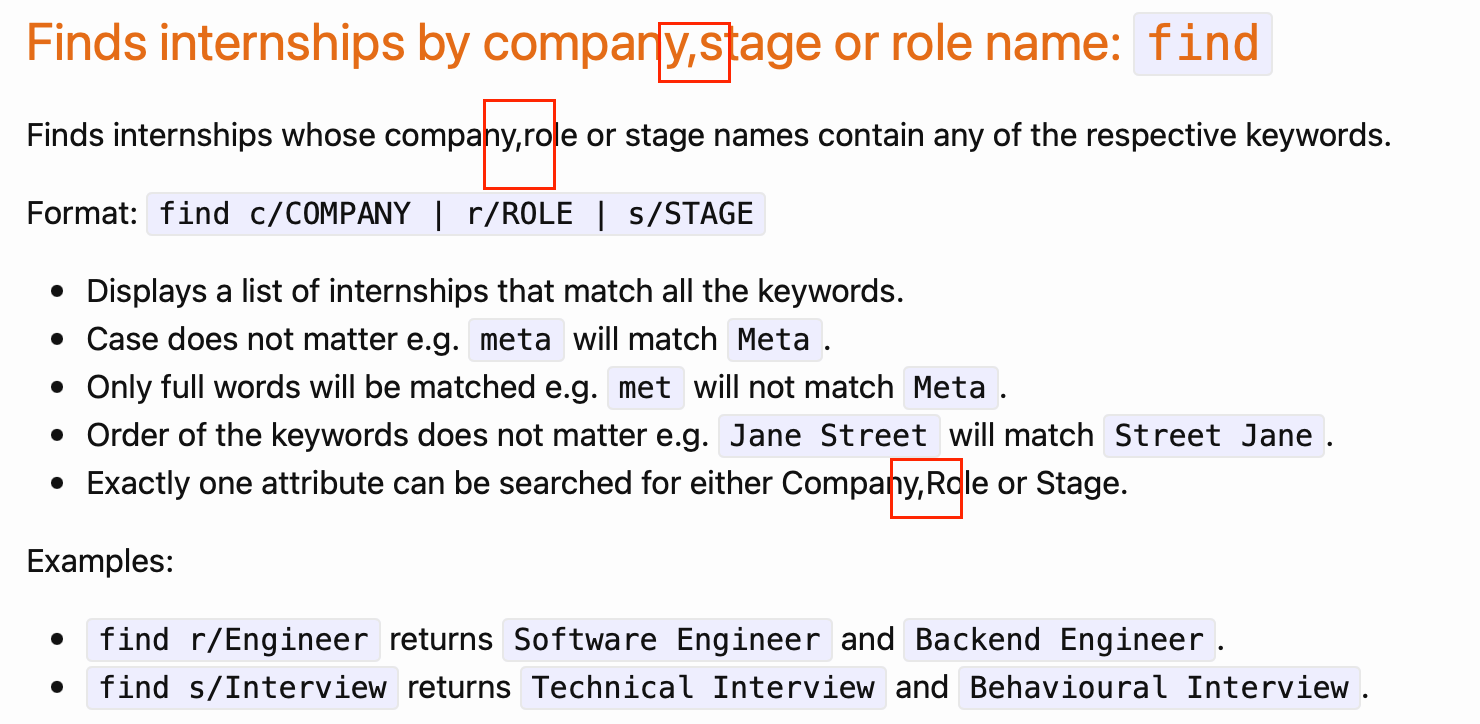 Finds internships by company,stage or role name: find
Finds internships whose company,role or stage names contain any of the respective keywords.
Format: find c/COMPANY | r/ROLE | s/STAGE
• Displays a list of internships that match all the keywords.
• Case does not matter e.g. meta will match Meta.
• Only full words will be matched e.g. met will not match Meta.
• Order of the keywords does not matter e.g. Jane Street will match Street Jane.
• Exactly one attribute can be searched for either Company,Role or Stage.
Examples:
• find r/Engineer returns Software Engineer and Backend Engineer.
• find s/Interview returns Technical Interview and Behavioural Interview.